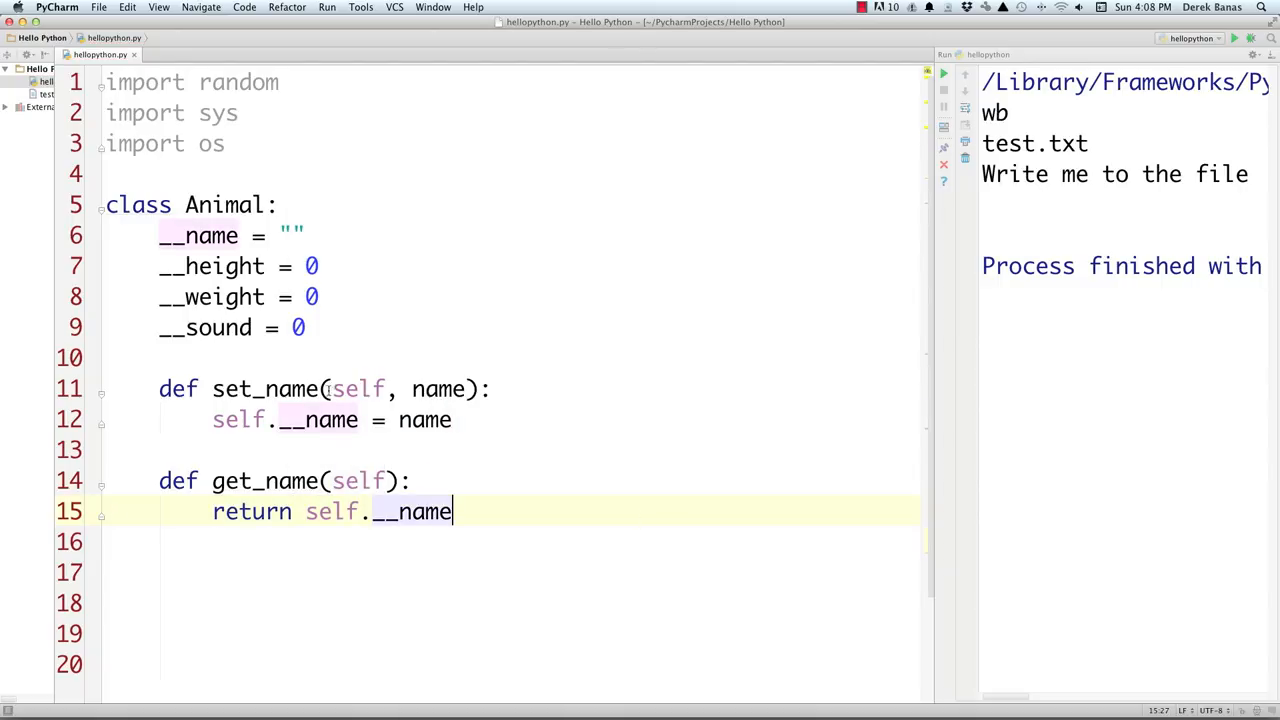 PyCharm File Edit View Navigate Code Refactor Run Tools VCS Window Help 10 Sun 4:08 PM Derek Banas
hellopython.py – Hello Python – [~/PycharmProjects/Hello Python]
Hello Python hellopython.py hellopython
hellopython.py Run hellopython
Hello P
hell
test
Extern
1 import random
2 import sys
3 import os
4
5 class Animal:
6 __name = ""
7 __height = 0
8 __weight = 0
9 __sound = 0
10
11 def set_name(self, name):
12 self.__name = name
13
14 def get_name(self):
15 return self.__name
16
17
18
19
20
/Library/Frameworks/Py
wb
test.txt
Write me to the file
Process finished with
15:27 LF UTF-8